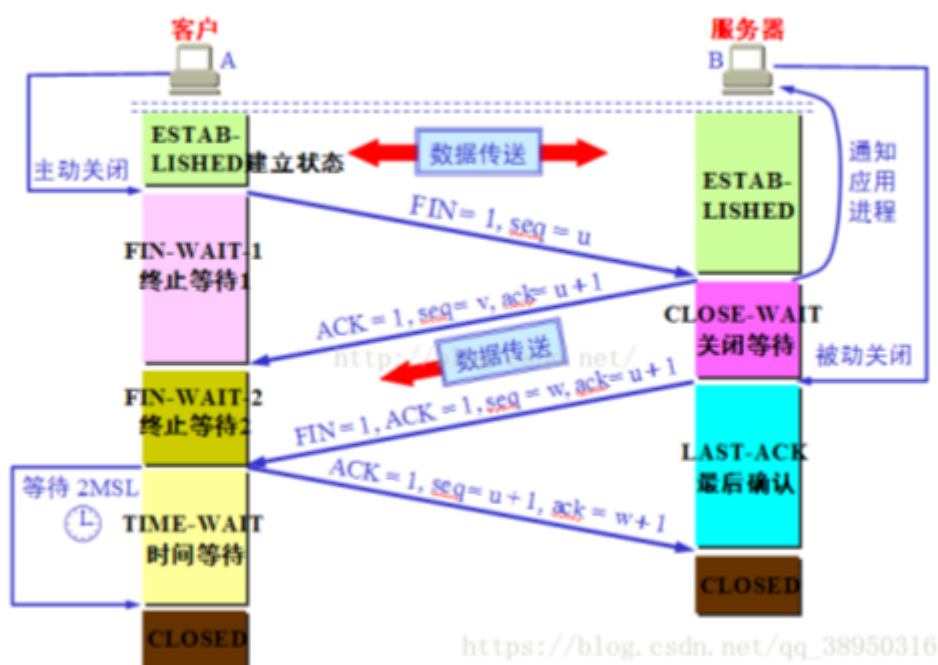 客户
服务器
A
B
ESTAB-
LISHED建立状态
数据传送
主动关闭
ESTAB-
LISHED
通知
应用
进程
FIN = 1, seq = u
FIN-WAIT-1
终止等待1
ACK = 1, seq= v, ack= u + 1
CLOSE-WAIT
关闭等待
数据传送
被动关闭
FIN-WAIT-2
终止等待2
FIN = 1, ACK = 1, seq = w, ack= u + 1
LAST-ACK
最后确认
等待 2MSL
ACK = 1, seq = u + 1, ack = w + 1
TIME-WAIT
时间等待
CLOSED
CLOSED
https://blog.csdn.net/qq_38950316